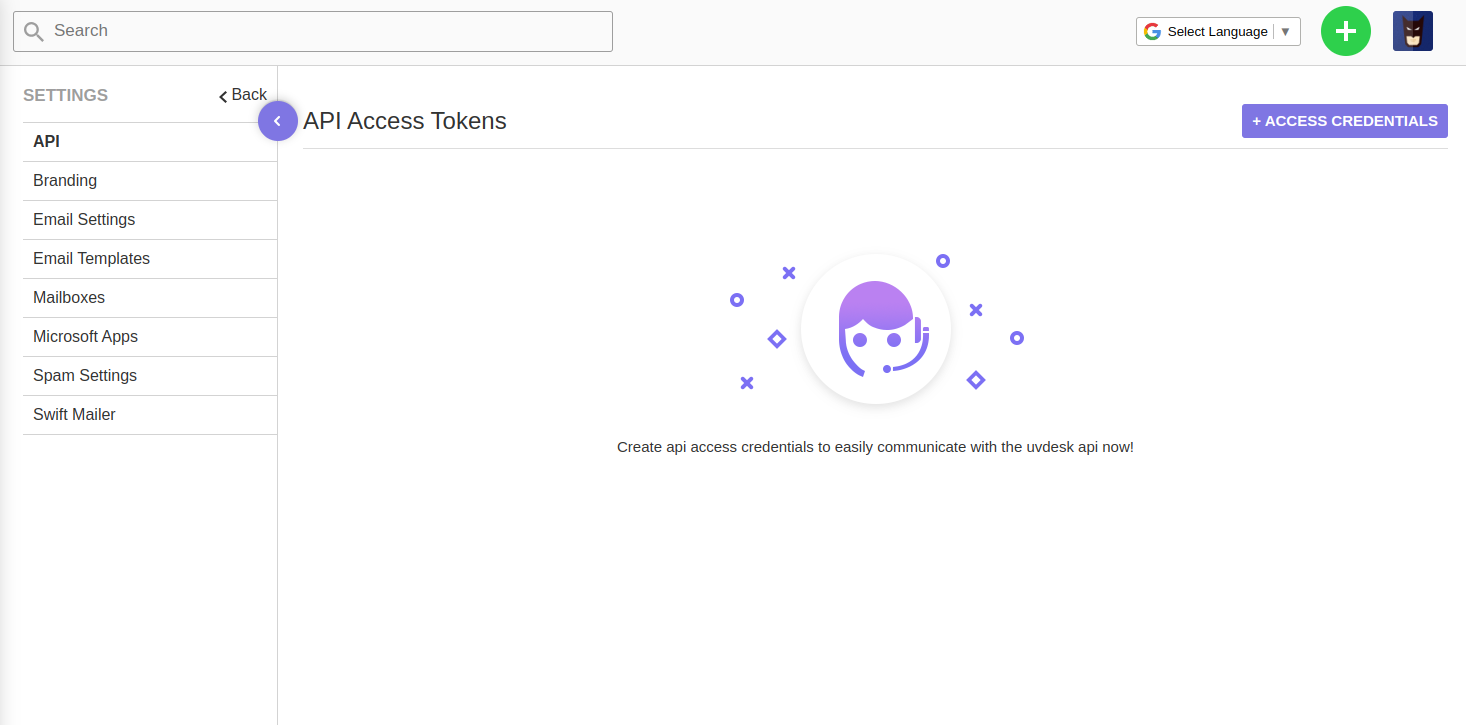 Search
Select Language ▼
SETTINGS
Back
API
Branding
Email Settings
Email Templates
Mailboxes
Microsoft Apps
Spam Settings
Swift Mailer
API Access Tokens
+ ACCESS CREDENTIALS
Create api access credentials to easily communicate with the uvdesk api now!